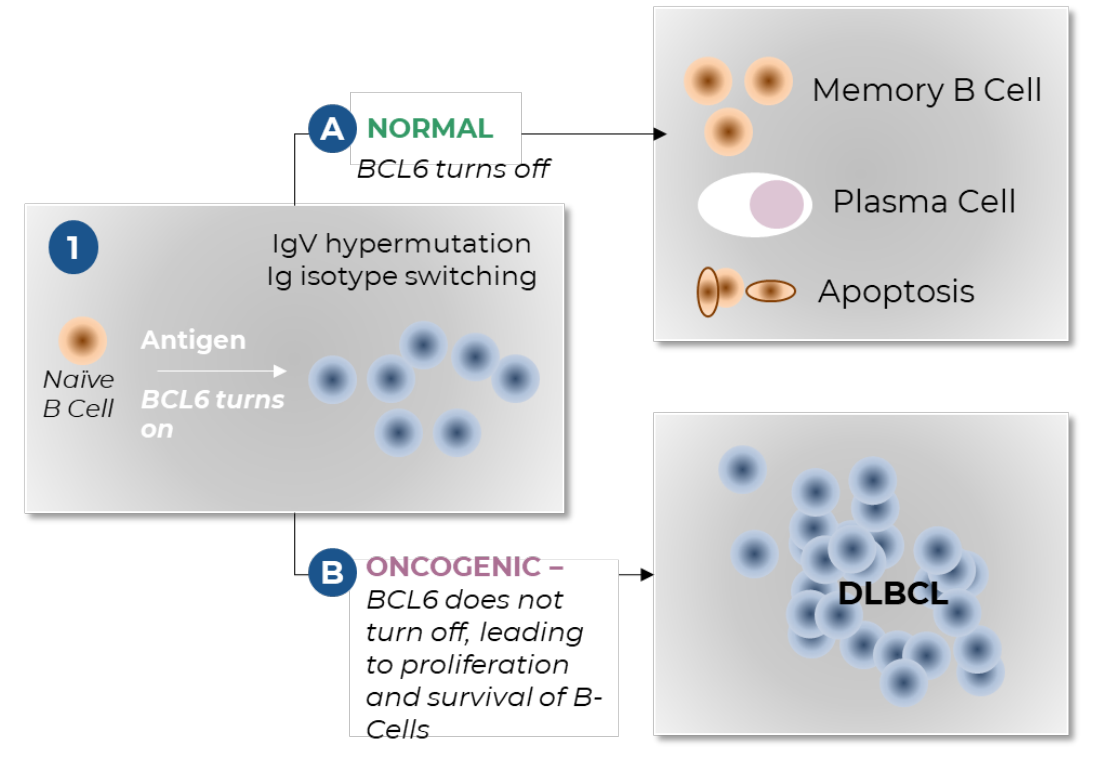 A
NORMAL
BCL6 turns off
Memory B Cell
Plasma Cell
Apoptosis
1
IgV hypermutation
Ig isotype switching
Antigen
Naïve
B Cell
BCL6 turns
on
B
ONCOGENIC –
BCL6 does not
turn off, leading
to proliferation
and survival of B-
Cells
DLBCL